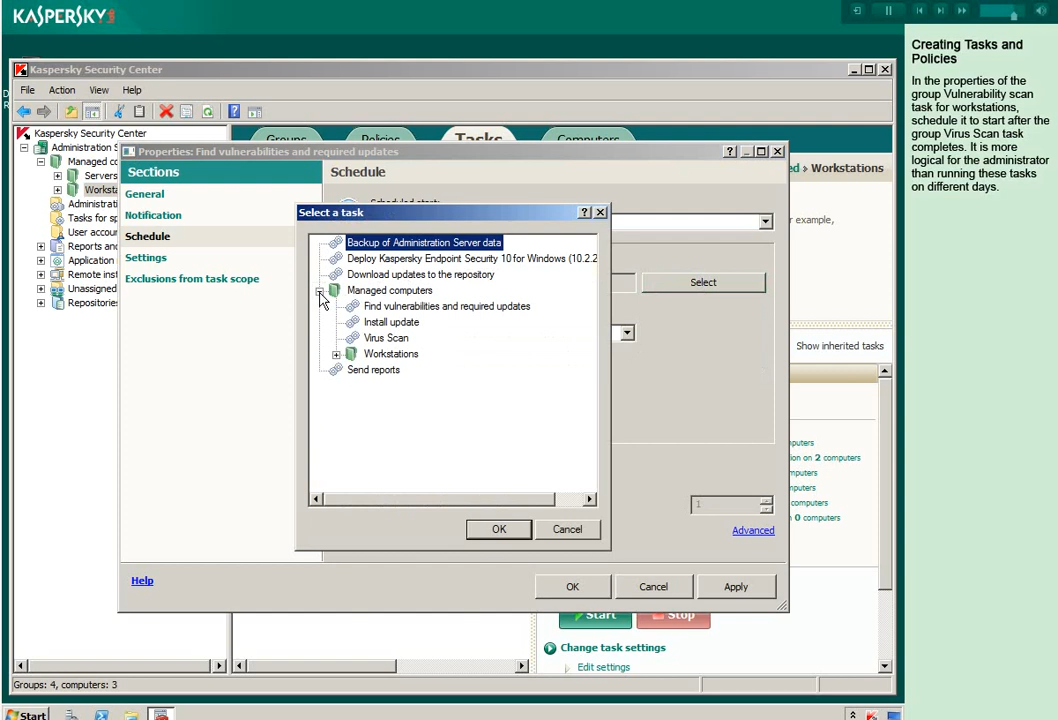 KASPERSKY
Creating Tasks and
Policies
In the properties of the
group Vulnerability scan
task for workstations,
schedule it to start after the
group Virus Scan task
completes. It is more
logical for the administrator
than running these tasks
on different days.
Kaspersky Security Center
File Action View Help
Kaspersky Security Center
Administration S
Managed co
Servers
Worksta
Administrati
Tasks for sp
User accour
Reports anc
Application
Remote inst
Unassigned
Repositories
Groups Policies Tasks Computers
ed » Workstations
r example,
Show inherited tasks
nputers
ion on 2 computers
mputers
nputers
computers
n 0 computers
Properties: Find vulnerabilities and required updates
Sections
General
Notification
Schedule
Settings
Exclusions from task scope
Schedule
Scheduled start:
Select
1
Advanced
Help
OK Cancel Apply
Select a task
Backup of Administration Server data
Deploy Kaspersky Endpoint Security 10 for Windows (10.2.2
Download updates to the repository
Managed computers
Find vulnerabilities and required updates
Install update
Virus Scan
Workstations
Send reports
OK Cancel
Start Stop
Change task settings
Edit settings
Groups: 4, computers: 3
Start